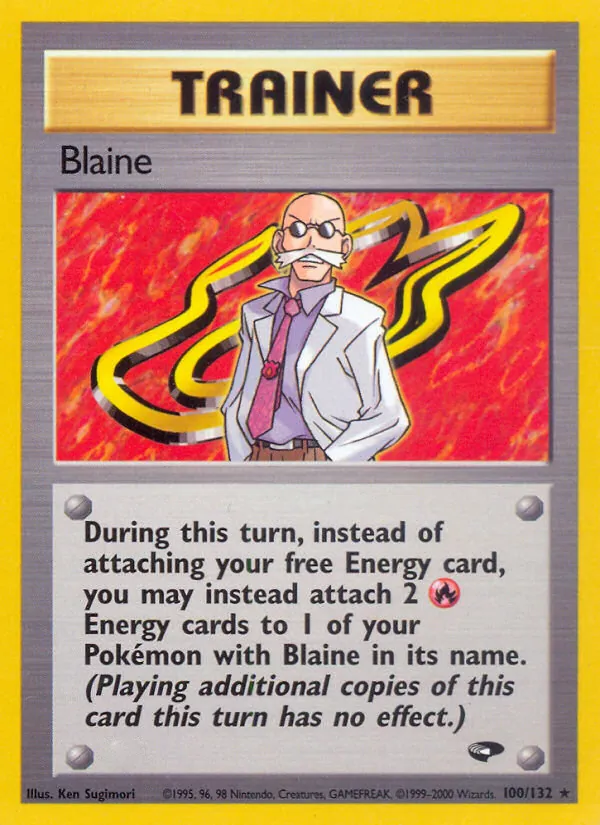 TRAINER
Blaine
During this turn, instead of
attaching your free Energy card,
you may instead attach 2
Energy cards to 1 of your
Pokémon with Blaine in its name.
(Playing additional copies of this
card this turn has no effect.)
Illus. Ken Sugimori ©1995, 96, 98 Nintendo, Creatures, GAMEFREAK. ©1999-2000 Wizards. 100/132 ★